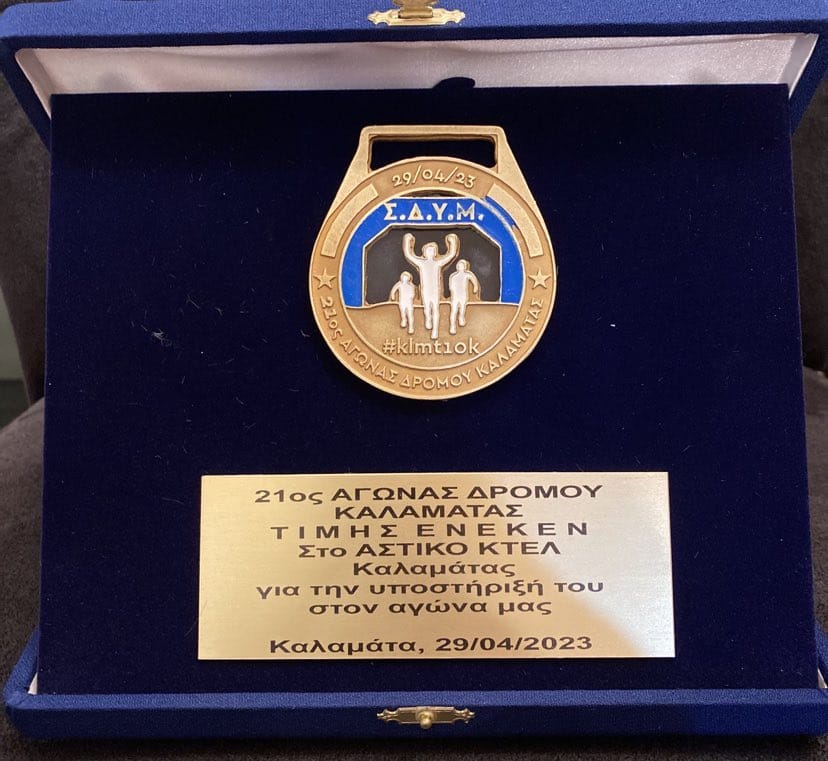 29/04/23
Σ.Δ.Υ.Μ.
#klmt10k
21ος ΑΓΩΝΑΣ ΔΡΟΜΟΥ ΚΑΛΑΜΑΤΑΣ
21ος ΑΓΩΝΑΣ ΔΡΟΜΟΥ
ΚΑΛΑΜΑΤΑΣ
ΤΙΜΗΣ ΕΝΕΚΕΝ
Στο ΑΣΤΙΚΟ ΚΤΕΛ
Καλαμάτας
για την υποστήριξή του
στον αγώνα μας
Καλαμάτα, 29/04/2023